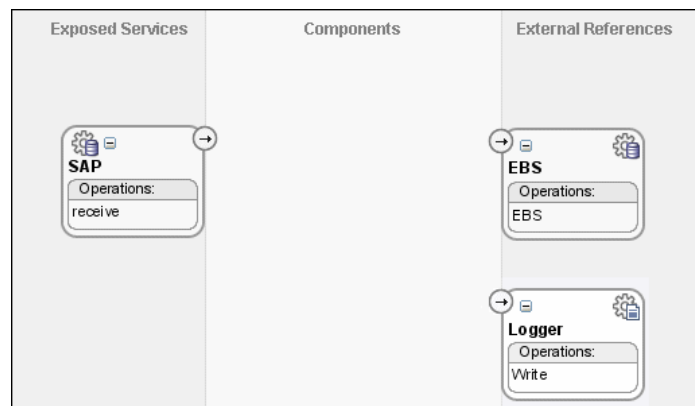 Exposed Services
Components
External References
SAP
Operations:
receive
EBS
Operations:
EBS
Logger
Operations:
Write